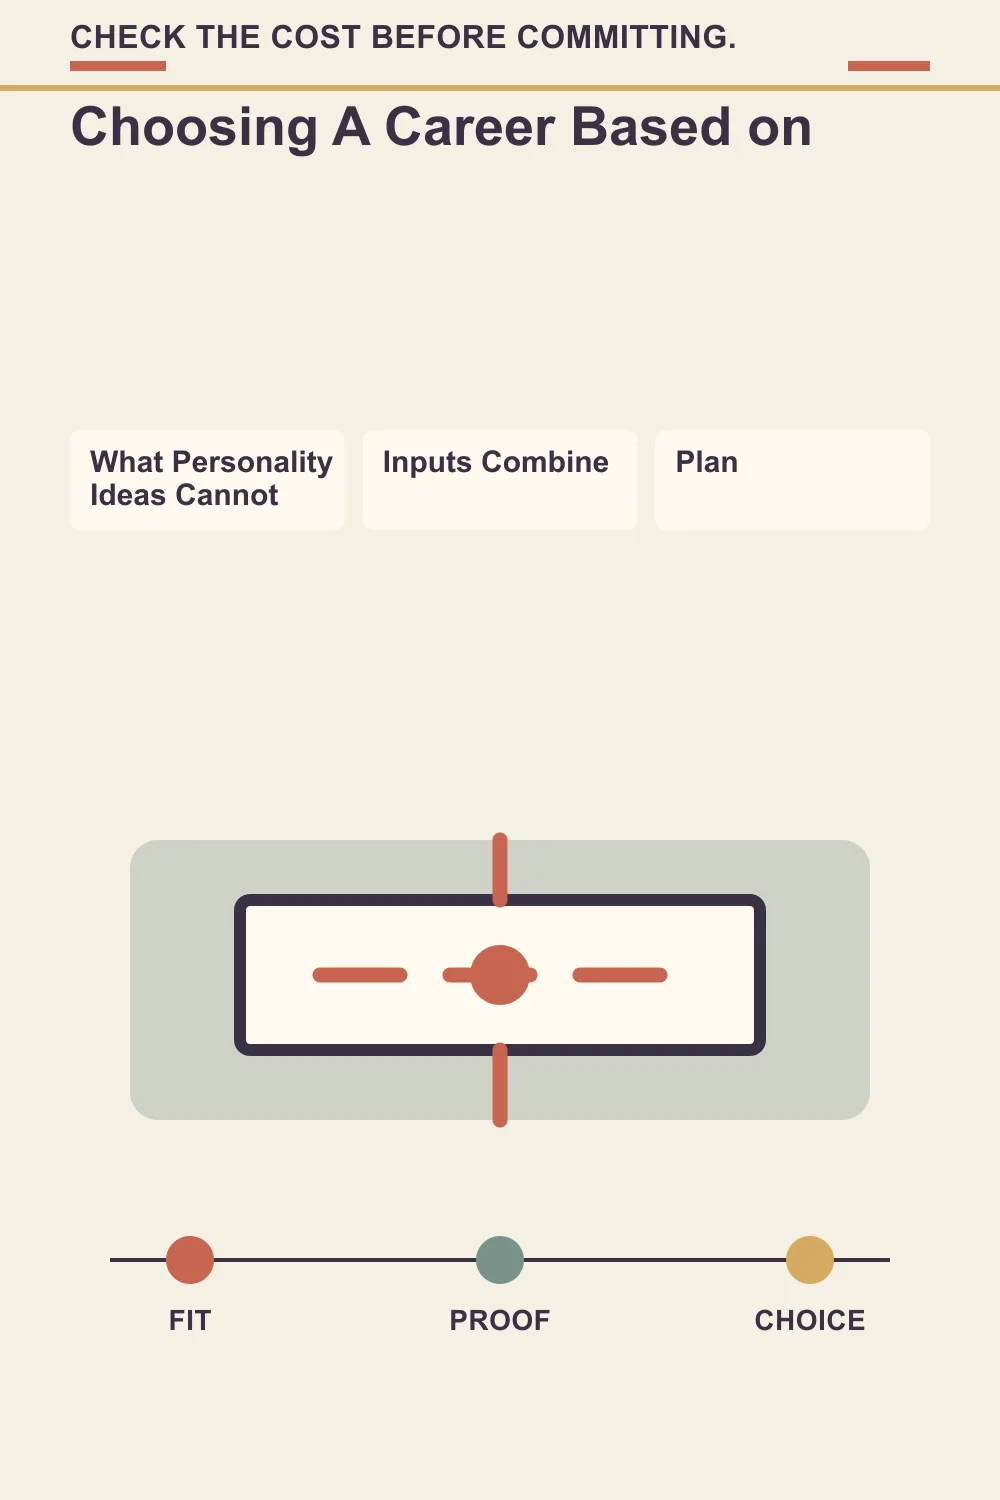 CHECK THE COST BEFORE COMMITTING.
Choosing A Career Based on
What Personality
Ideas Cannot
Inputs Combine
Plan
FIT
PROOF
CHOICE